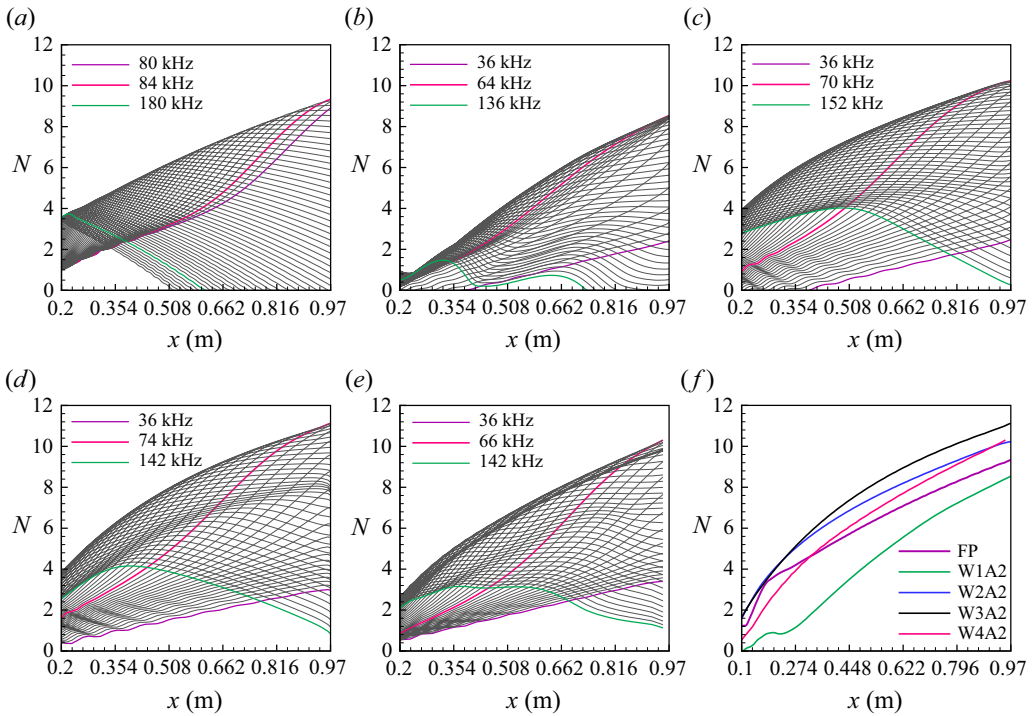 (a) (b) (c)
12 12 12
80 kHz 36 kHz 36 kHz
10 10 10
84 kHz 64 kHz 70 kHz
180 kHz 136 kHz 152 kHz
8 8 8
N 6 N 6 N 6
4 4 4
2 2 2
0 0 0
0.2 0.354 0.508 0.662 0.816 0.97 0.2 0.354 0.508 0.662 0.816 0.97 0.2 0.354 0.508 0.662 0.816 0.97
x (m) x (m) x (m)
(d) (e) (f)
12 12 12
36 kHz 36 kHz
10 10 10
74 kHz 66 kHz
142 kHz 142 kHz
8 8 8
N 6 N 6 N 6
FP
4 4 4
W1A2
W2A2
2 2 2
W3A2
W4A2
0 0 0
0.2 0.354 0.508 0.662 0.816 0.97 0.2 0.354 0.508 0.662 0.816 0.97 0.1 0.274 0.448 0.622 0.796 0.97
x (m) x (m) x (m)